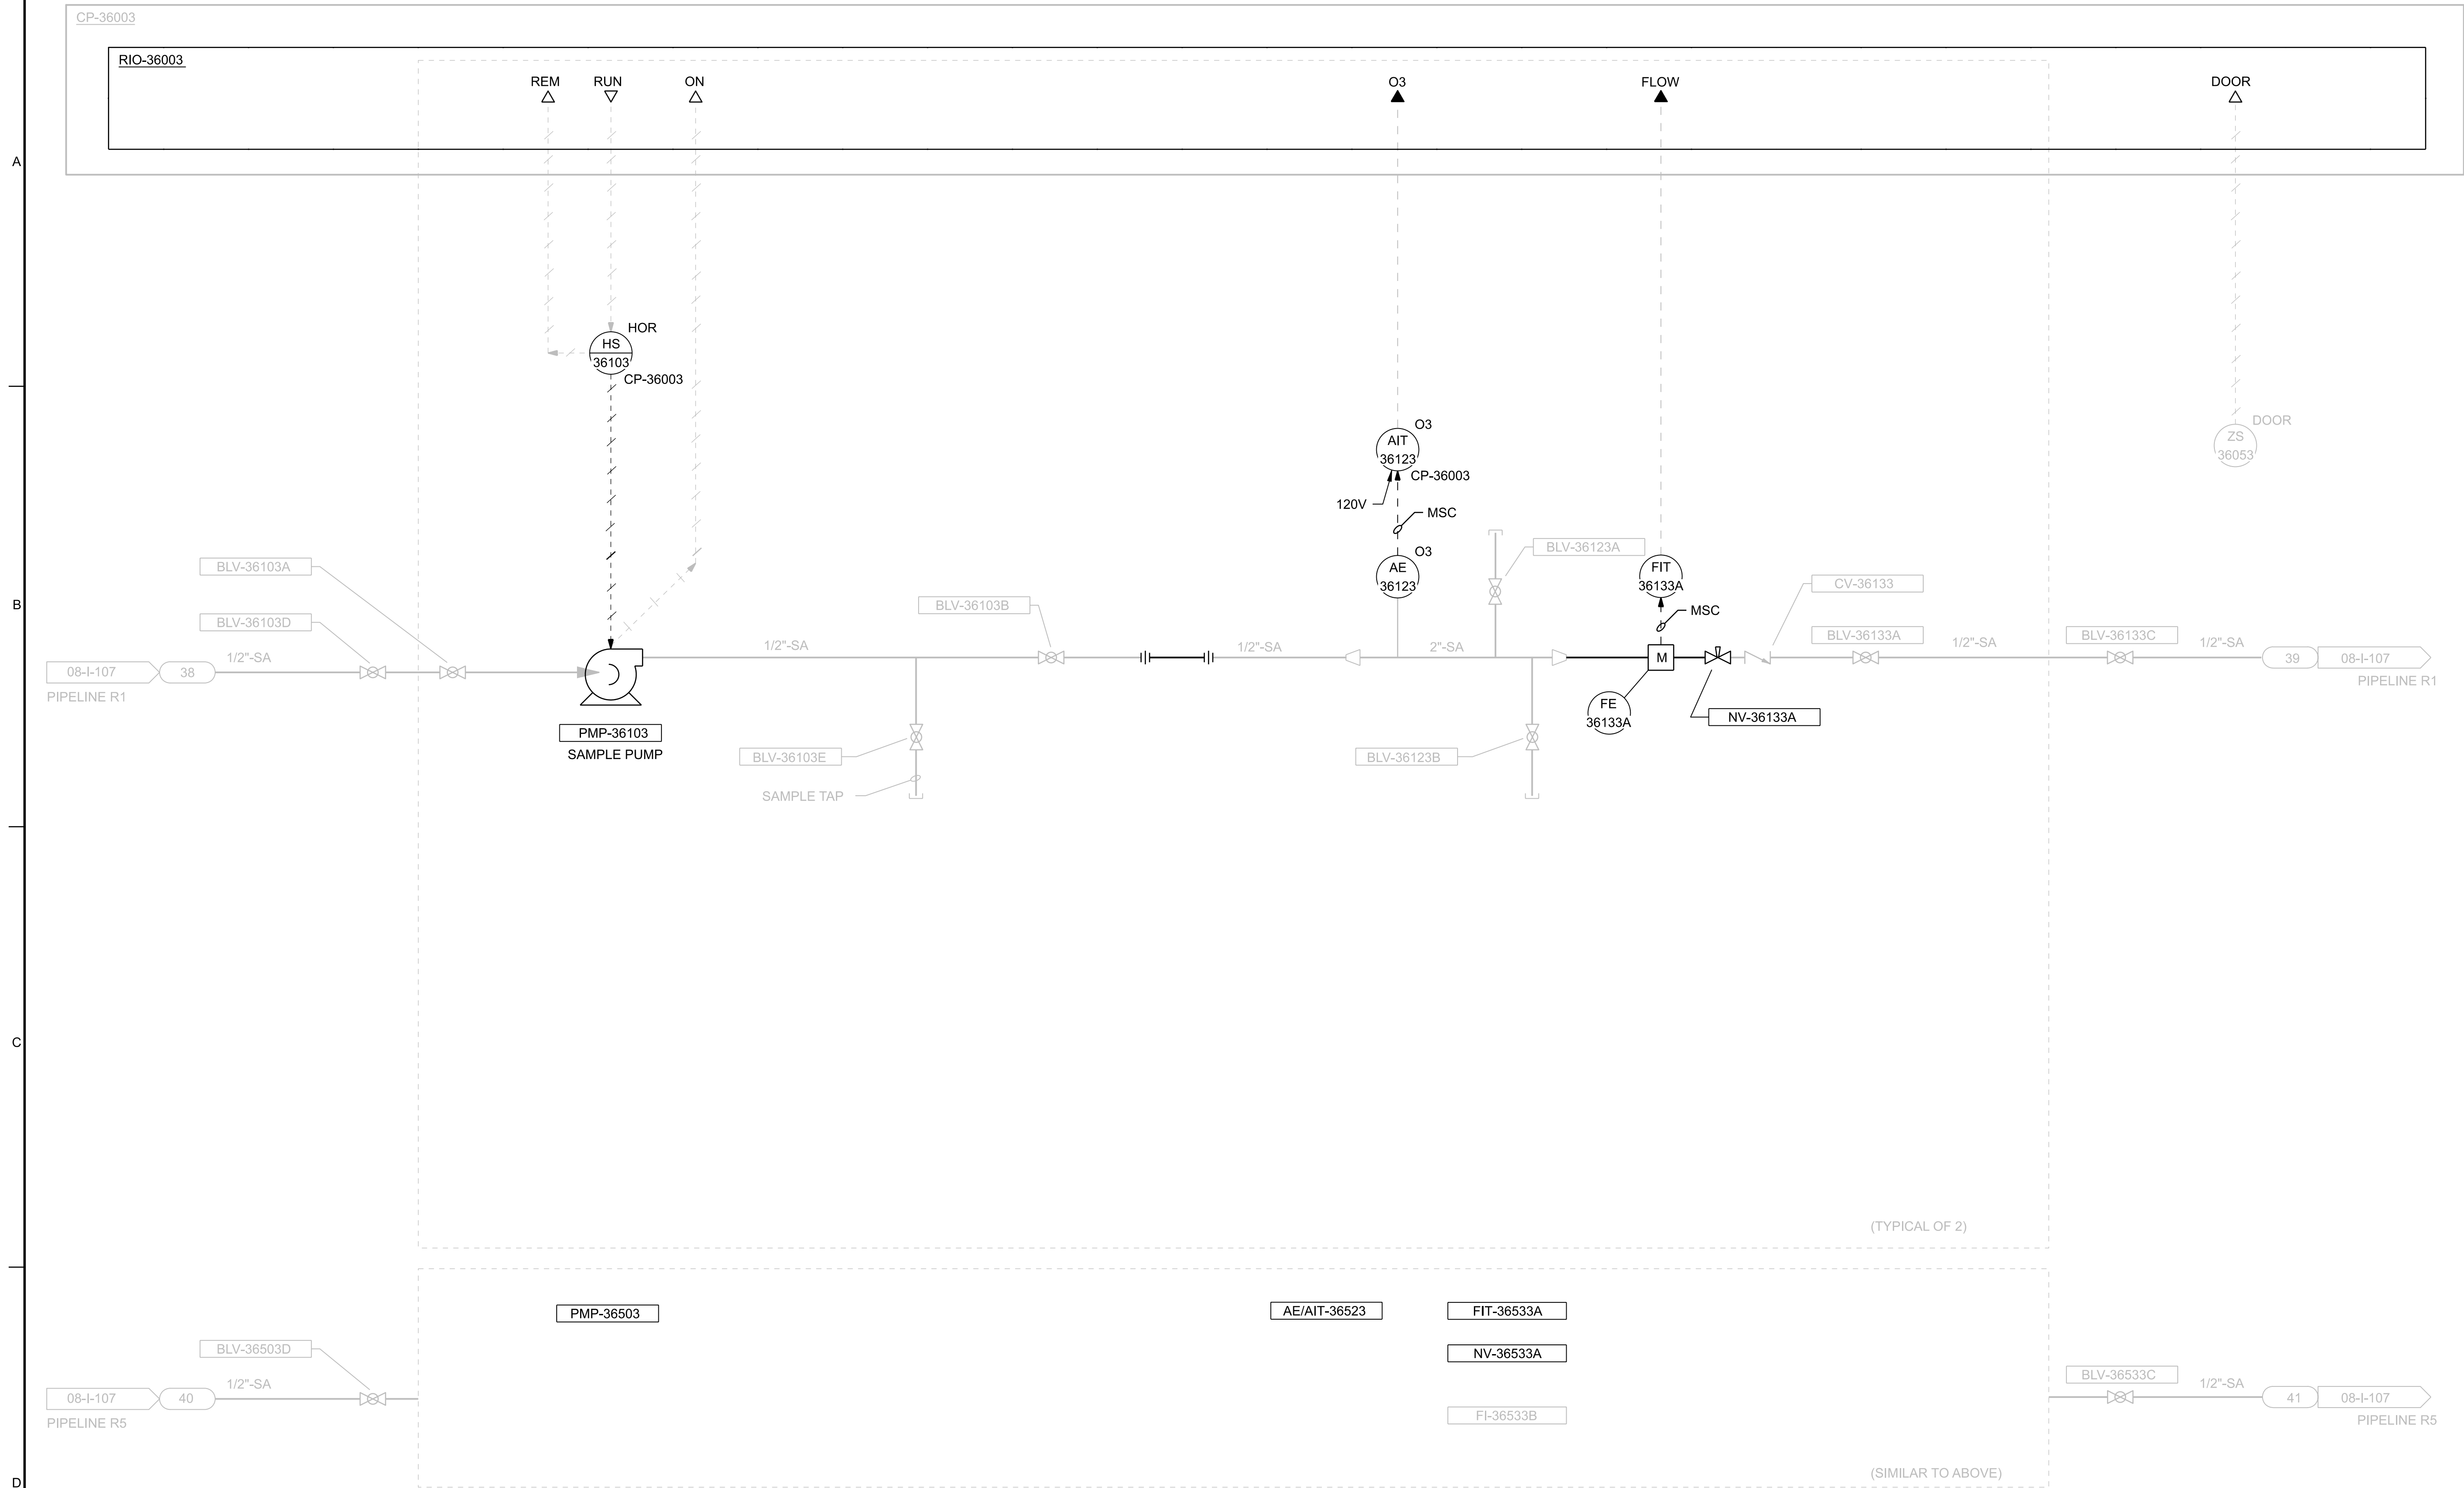 CP-36003
RIO-36003
REM
RUN
ON
O3
FLOW
DOOR
A
HOR
HS
36103
CP-36003
O3
AIT
36123
CP-36003
120V
MSC
O3
AE
36123
DOOR
ZS
36053
B
BLV-36103A
BLV-36103D
1/2"-SA
08-I-107
38
PIPELINE R1
PMP-36103
SAMPLE PUMP
1/2"-SA
BLV-36103B
BLV-36103E
SAMPLE TAP
1/2"-SA
2"-SA
BLV-36123A
BLV-36123B
FIT
36133A
MSC
M
FE
36133A
NV-36133A
CV-36133
BLV-36133A
1/2"-SA
BLV-36133C
1/2"-SA
39
08-I-107
PIPELINE R1
C
(TYPICAL OF 2)
PMP-36503
AE/AIT-36523
FIT-36533A
NV-36533A
FI-36533B
BLV-36503D
1/2"-SA
08-I-107
40
PIPELINE R5
BLV-36533C
1/2"-SA
41
08-I-107
PIPELINE R5
(SIMILAR TO ABOVE)
D